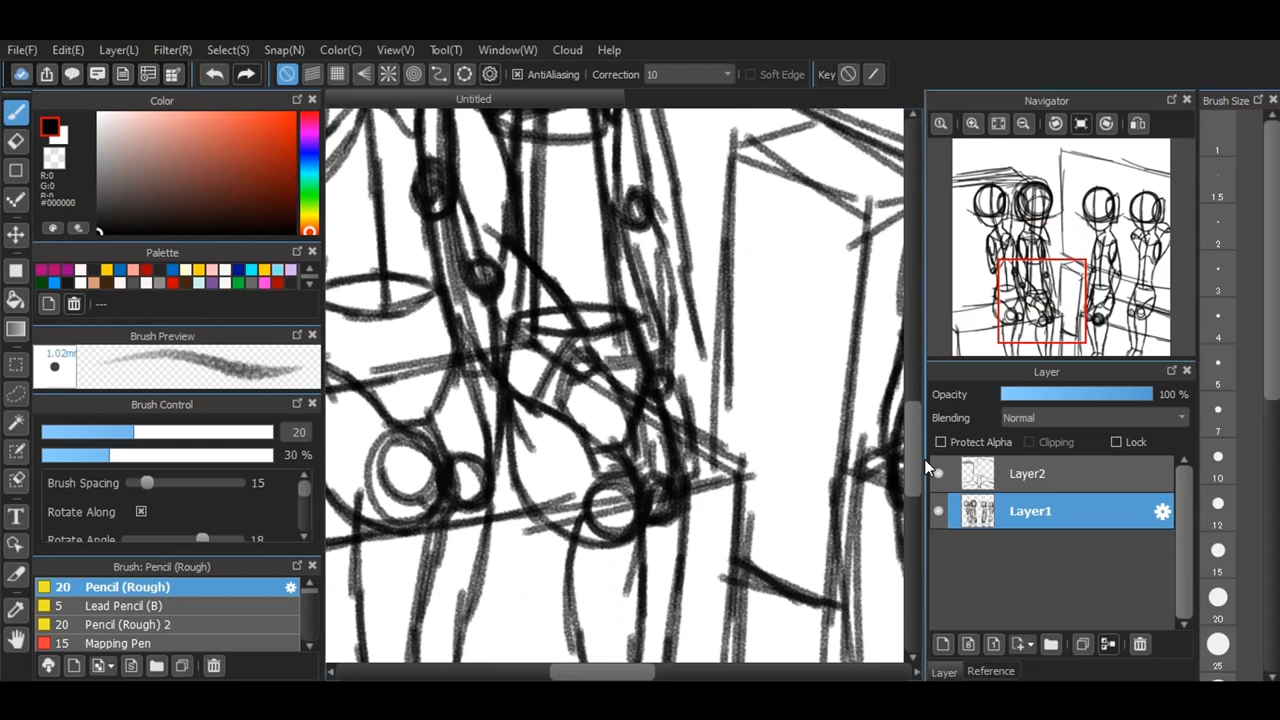 File(F) Edit(E) Layer(L) Filter(R) Select(S) Snap(N) Color(C) View(V) Tool(T) Window(W) Cloud Help
AntiAliasing Correction 10 Soft Edge Key
Color
R:0
G:0
B:0
#000000
Palette
---
Brush Preview
1.02m
Brush Control
20
30 %
Brush Spacing 15
Rotate Along
Rotate Angle 18
Brush: Pencil (Rough)
20 Pencil (Rough)
5 Lead Pencil (B)
20 Pencil (Rough) 2
15 Mapping Pen
Untitled
Navigator
Layer
Opacity 100 %
Blending Normal
Protect Alpha Clipping Lock
Layer2
Layer1
Layer Reference
Brush Size
1
1.5
2
3
4
5
7
10
12
15
20
25